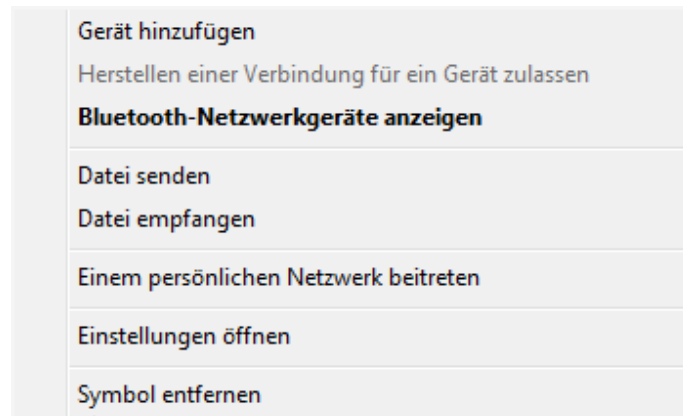 Gerät hinzufügen
Herstellen einer Verbindung für ein Gerät zulassen
Bluetooth-Netzwerkgeräte anzeigen
Datei senden
Datei empfangen
Einem persönlichen Netzwerk beitreten
Einstellungen öffnen
Symbol entfernen